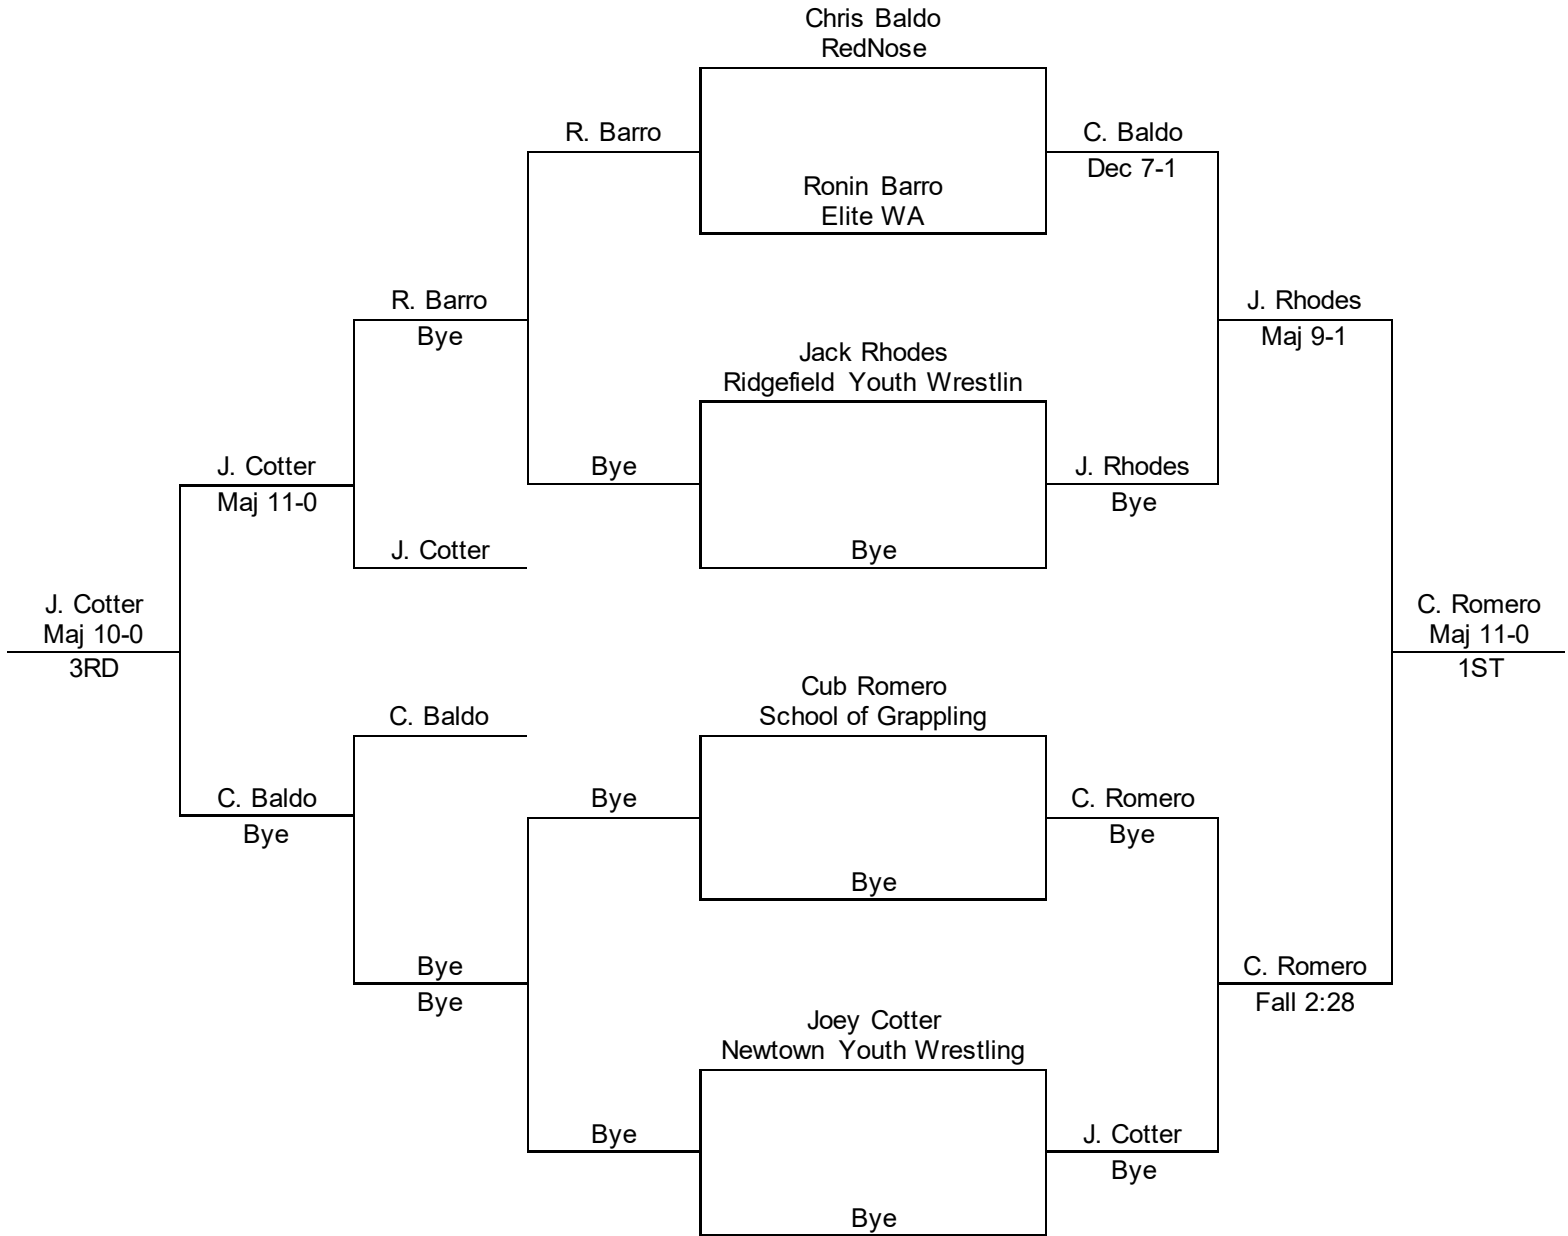 Chris Baldo
RedNose
R. Barro
C. Baldo
Dec 7-1
Ronin Barro
Elite WA
R. Barro
Bye
J. Rhodes
Maj 9-1
Jack Rhodes
Ridgefield Youth Wrestlin
J. Cotter
Maj 11-0
Bye
J. Rhodes
Bye
J. Cotter
Bye
J. Cotter
Maj 10-0
3RD
C. Romero
Maj 11-0
1ST
Cub Romero
School of Grappling
C. Baldo
C. Baldo
Bye
Bye
C. Romero
Bye
Bye
Bye
Bye
C. Romero
Fall 2:28
Joey Cotter
Newtown Youth Wrestling
Bye
J. Cotter
Bye
Bye